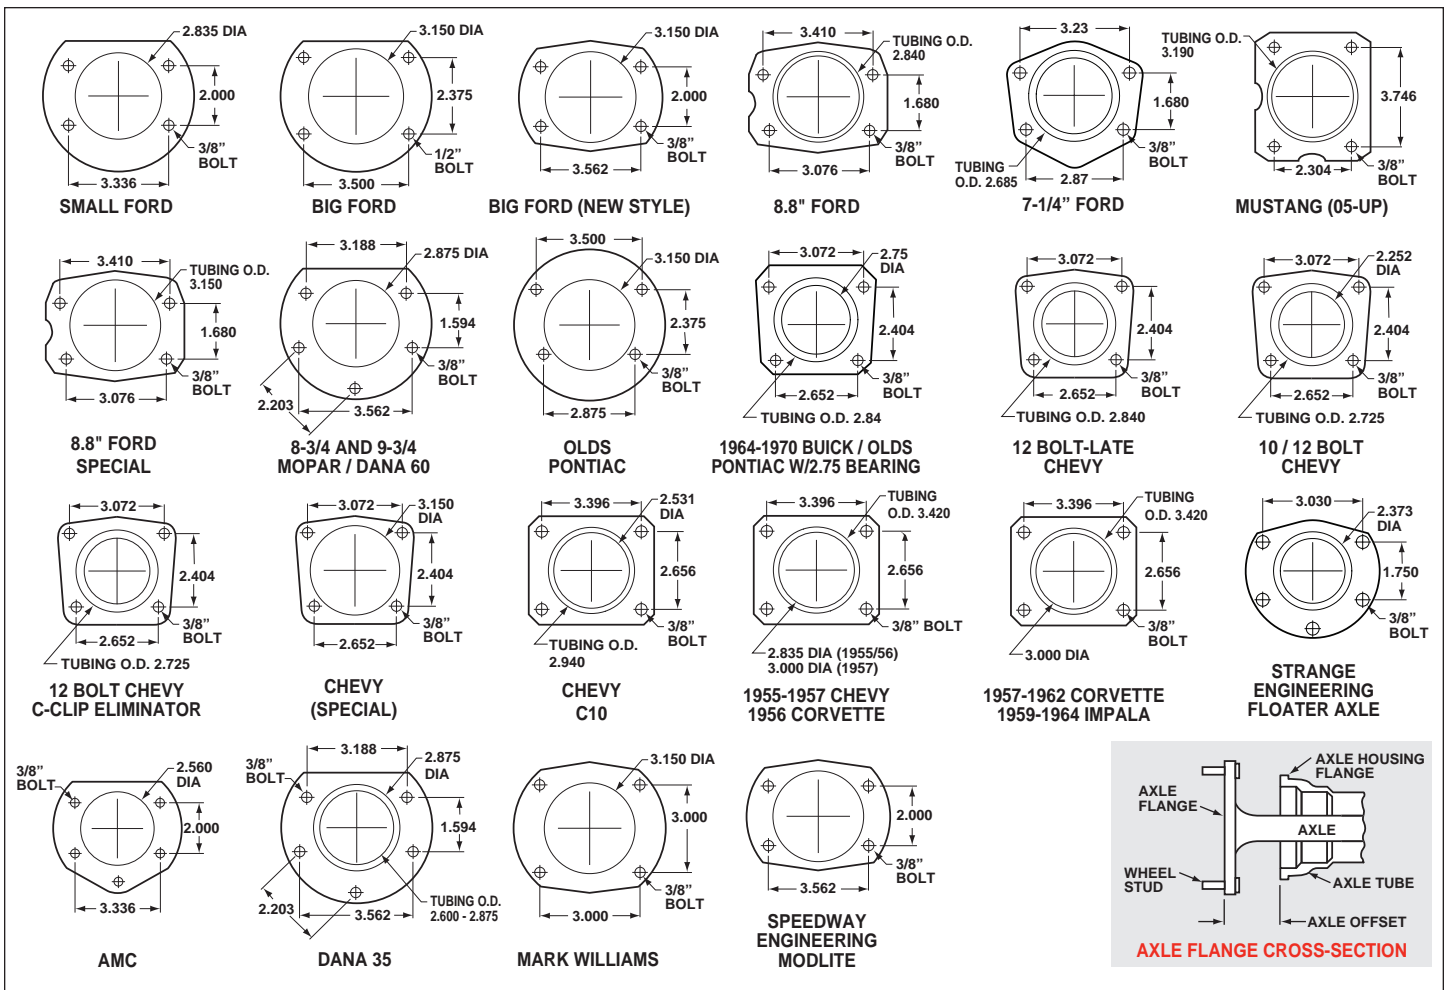 2.835 DIA
2.000
3/8”
BOLT
3.336
SMALL FORD
3.150 DIA
2.375
1/2”
BOLT
3.500
BIG FORD
3.150 DIA
2.000
3/8”
BOLT
3.562
BIG FORD (NEW STYLE)
3.410
TUBING O.D.
2.840
1.680
3/8”
BOLT
3.076
8.8" FORD
3.23
1.680
3/8”
BOLT
TUBING
O.D. 2.685
2.87
7-1/4” FORD
TUBING O.D.
3.190
3.746
3/8”
BOLT
2.304
MUSTANG (05-UP)
3.410
TUBING O.D.
3.150
1.680
3/8”
BOLT
3.076
8.8" FORD
SPECIAL
3.188
2.875 DIA
1.594
3/8”
BOLT
2.203
3.562
8-3/4 AND 9-3/4
MOPAR / DANA 60
3.500
3.150 DIA
2.375
3/8”
BOLT
2.875
OLDS
PONTIAC
3.072
2.75
DIA
2.404
3/8”
BOLT
2.652
TUBING O.D. 2.84
1964-1970 BUICK / OLDS
PONTIAC W/2.75 BEARING
3.072
2.404
3/8”
BOLT
2.652
TUBING O.D. 2.840
12 BOLT-LATE
CHEVY
3.072
2.252
DIA
2.404
3/8”
BOLT
2.652
TUBING O.D. 2.725
10 / 12 BOLT
CHEVY
3.072
2.404
3/8”
BOLT
2.652
TUBING O.D. 2.725
12 BOLT CHEVY
C-CLIP ELIMINATOR
3.072
3.150
DIA
2.404
3/8”
BOLT
2.652
CHEVY
(SPECIAL)
3.396
2.531
DIA
2.656
3/8”
BOLT
TUBING O.D.
2.940
CHEVY
C10
3.396
TUBING
O.D. 3.420
2.656
3/8” BOLT
2.835 DIA (1955/56)
3.000 DIA (1957)
1955-1957 CHEVY
1956 CORVETTE
3.396
TUBING
O.D. 3.420
2.656
3/8”
BOLT
3.000 DIA
1957-1962 CORVETTE
1959-1964 IMPALA
3.030
2.373
DIA
1.750
3/8”
BOLT
STRANGE
ENGINEERING
FLOATER AXLE
3/8”
BOLT
2.560
DIA
2.000
3.336
AMC
3/8”
BOLT
3.188
2.875
DIA
1.594
2.203
3.562
TUBING O.D.
2.600 - 2.875
DANA 35
3.150 DIA
3.000
3/8”
BOLT
3.000
MARK WILLIAMS
2.000
3/8”
BOLT
3.562
SPEEDWAY
ENGINEERING
MODLITE
AXLE HOUSING
FLANGE
AXLE
FLANGE
AXLE
WHEEL
STUD
AXLE TUBE
AXLE OFFSET
AXLE FLANGE CROSS-SECTION